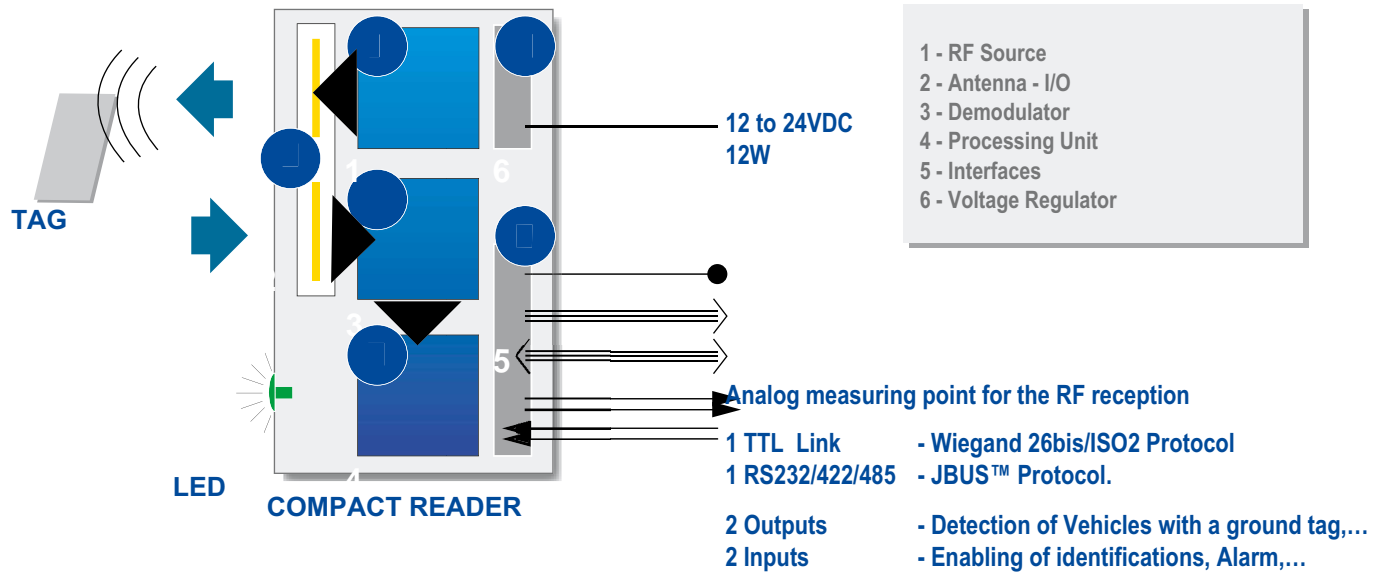 1 - RF Source
2 - Antenna - I/O
3 - Demodulator
4 - Processing Unit
5 - Interfaces
6 - Voltage Regulator
12 to 24VDC
12W
1
6
TAG
2
3
5
Analog measuring point for the RF reception
1 TTL Link - Wiegand 26bis/ISO2 Protocol
1 RS232/422/485 - JBUS™ Protocol.
4
LED
COMPACT READER
2 Outputs - Detection of Vehicles with a ground tag,…
2 Inputs - Enabling of identifications, Alarm,…